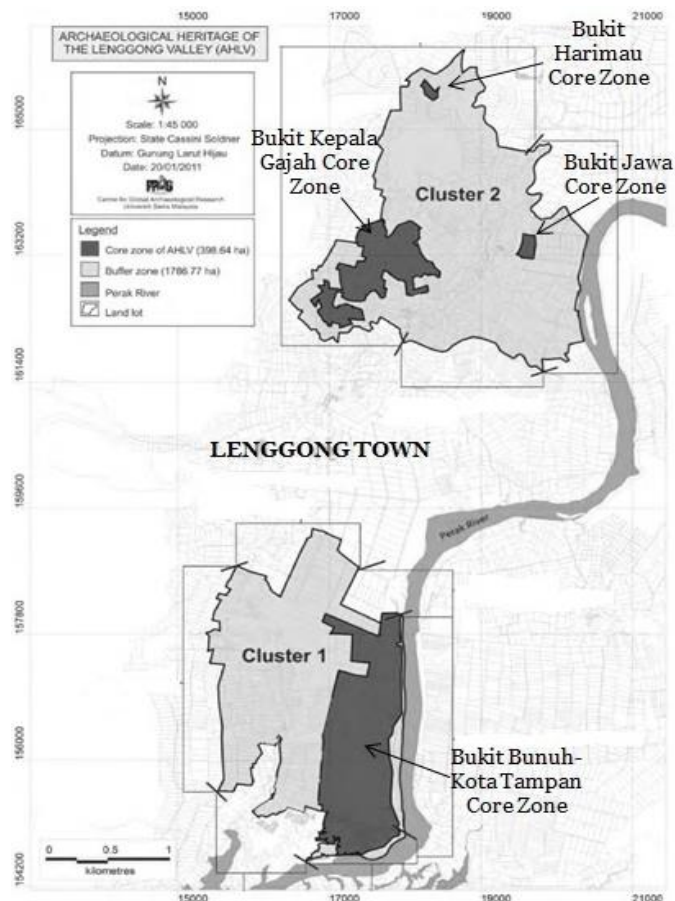 15000 17000 19000 21000
ARCHAEOLOGICAL HERITAGE OF
THE LENGGONG VALLEY (AHLV)
N
Scale: 1:45 000
Projection: State Cassini Soldner
Datum: Gunung Larut Hijau
Date: 20/01/2011
Centre for Global Archaeological Research
Universiti Sains Malaysia
Legend
Core zone of AHLV (398.64 ha)
Buffer zone (1786.77 ha)
Perak River
Land lot
Bukit
Harimau
Core Zone
Bukit Kepala
Gajah Core
Zone
Bukit Jawa
Core Zone
Cluster 2
165000
163200
161400
159600
157800
156000
154200
LENGGONG TOWN
Perak River
Cluster 1
Bukit Bunuh-
Kota Tampan
Core Zone
0 0.5 1
kilometres
15000 17000 19000 21000